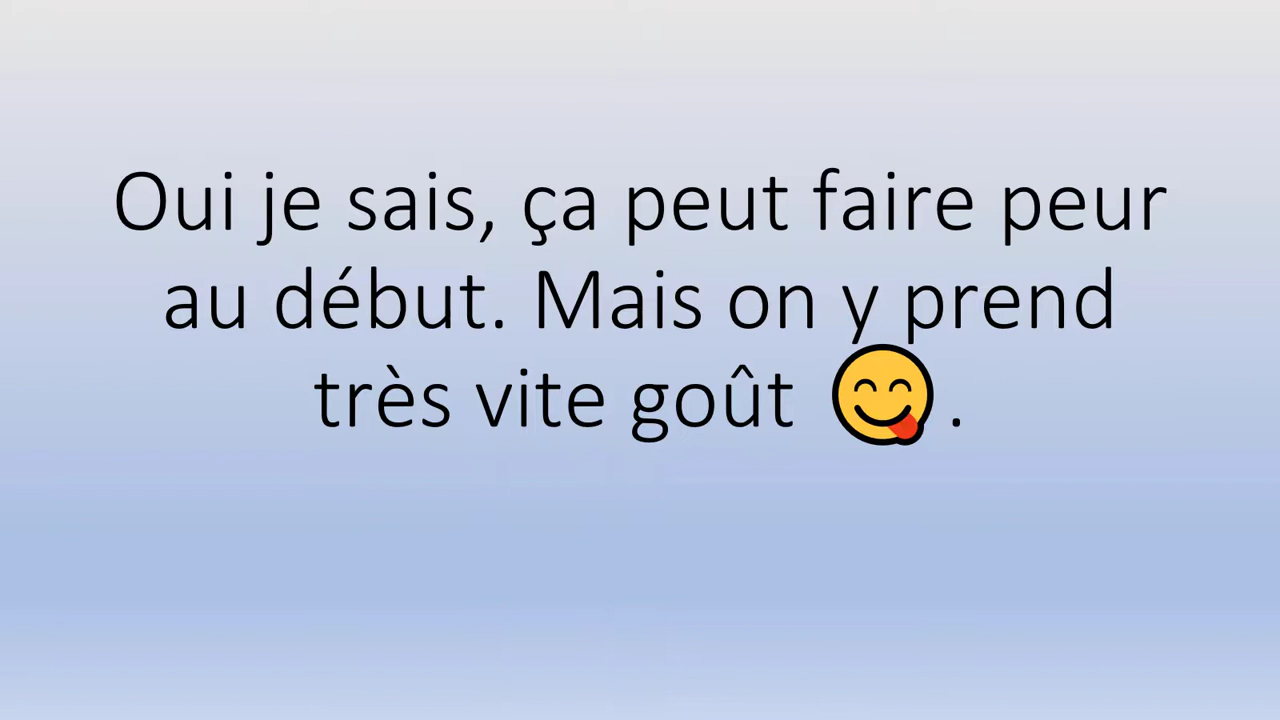 Oui je sais, ça peut faire peur
au début. Mais on y prend
très vite goût 😋.